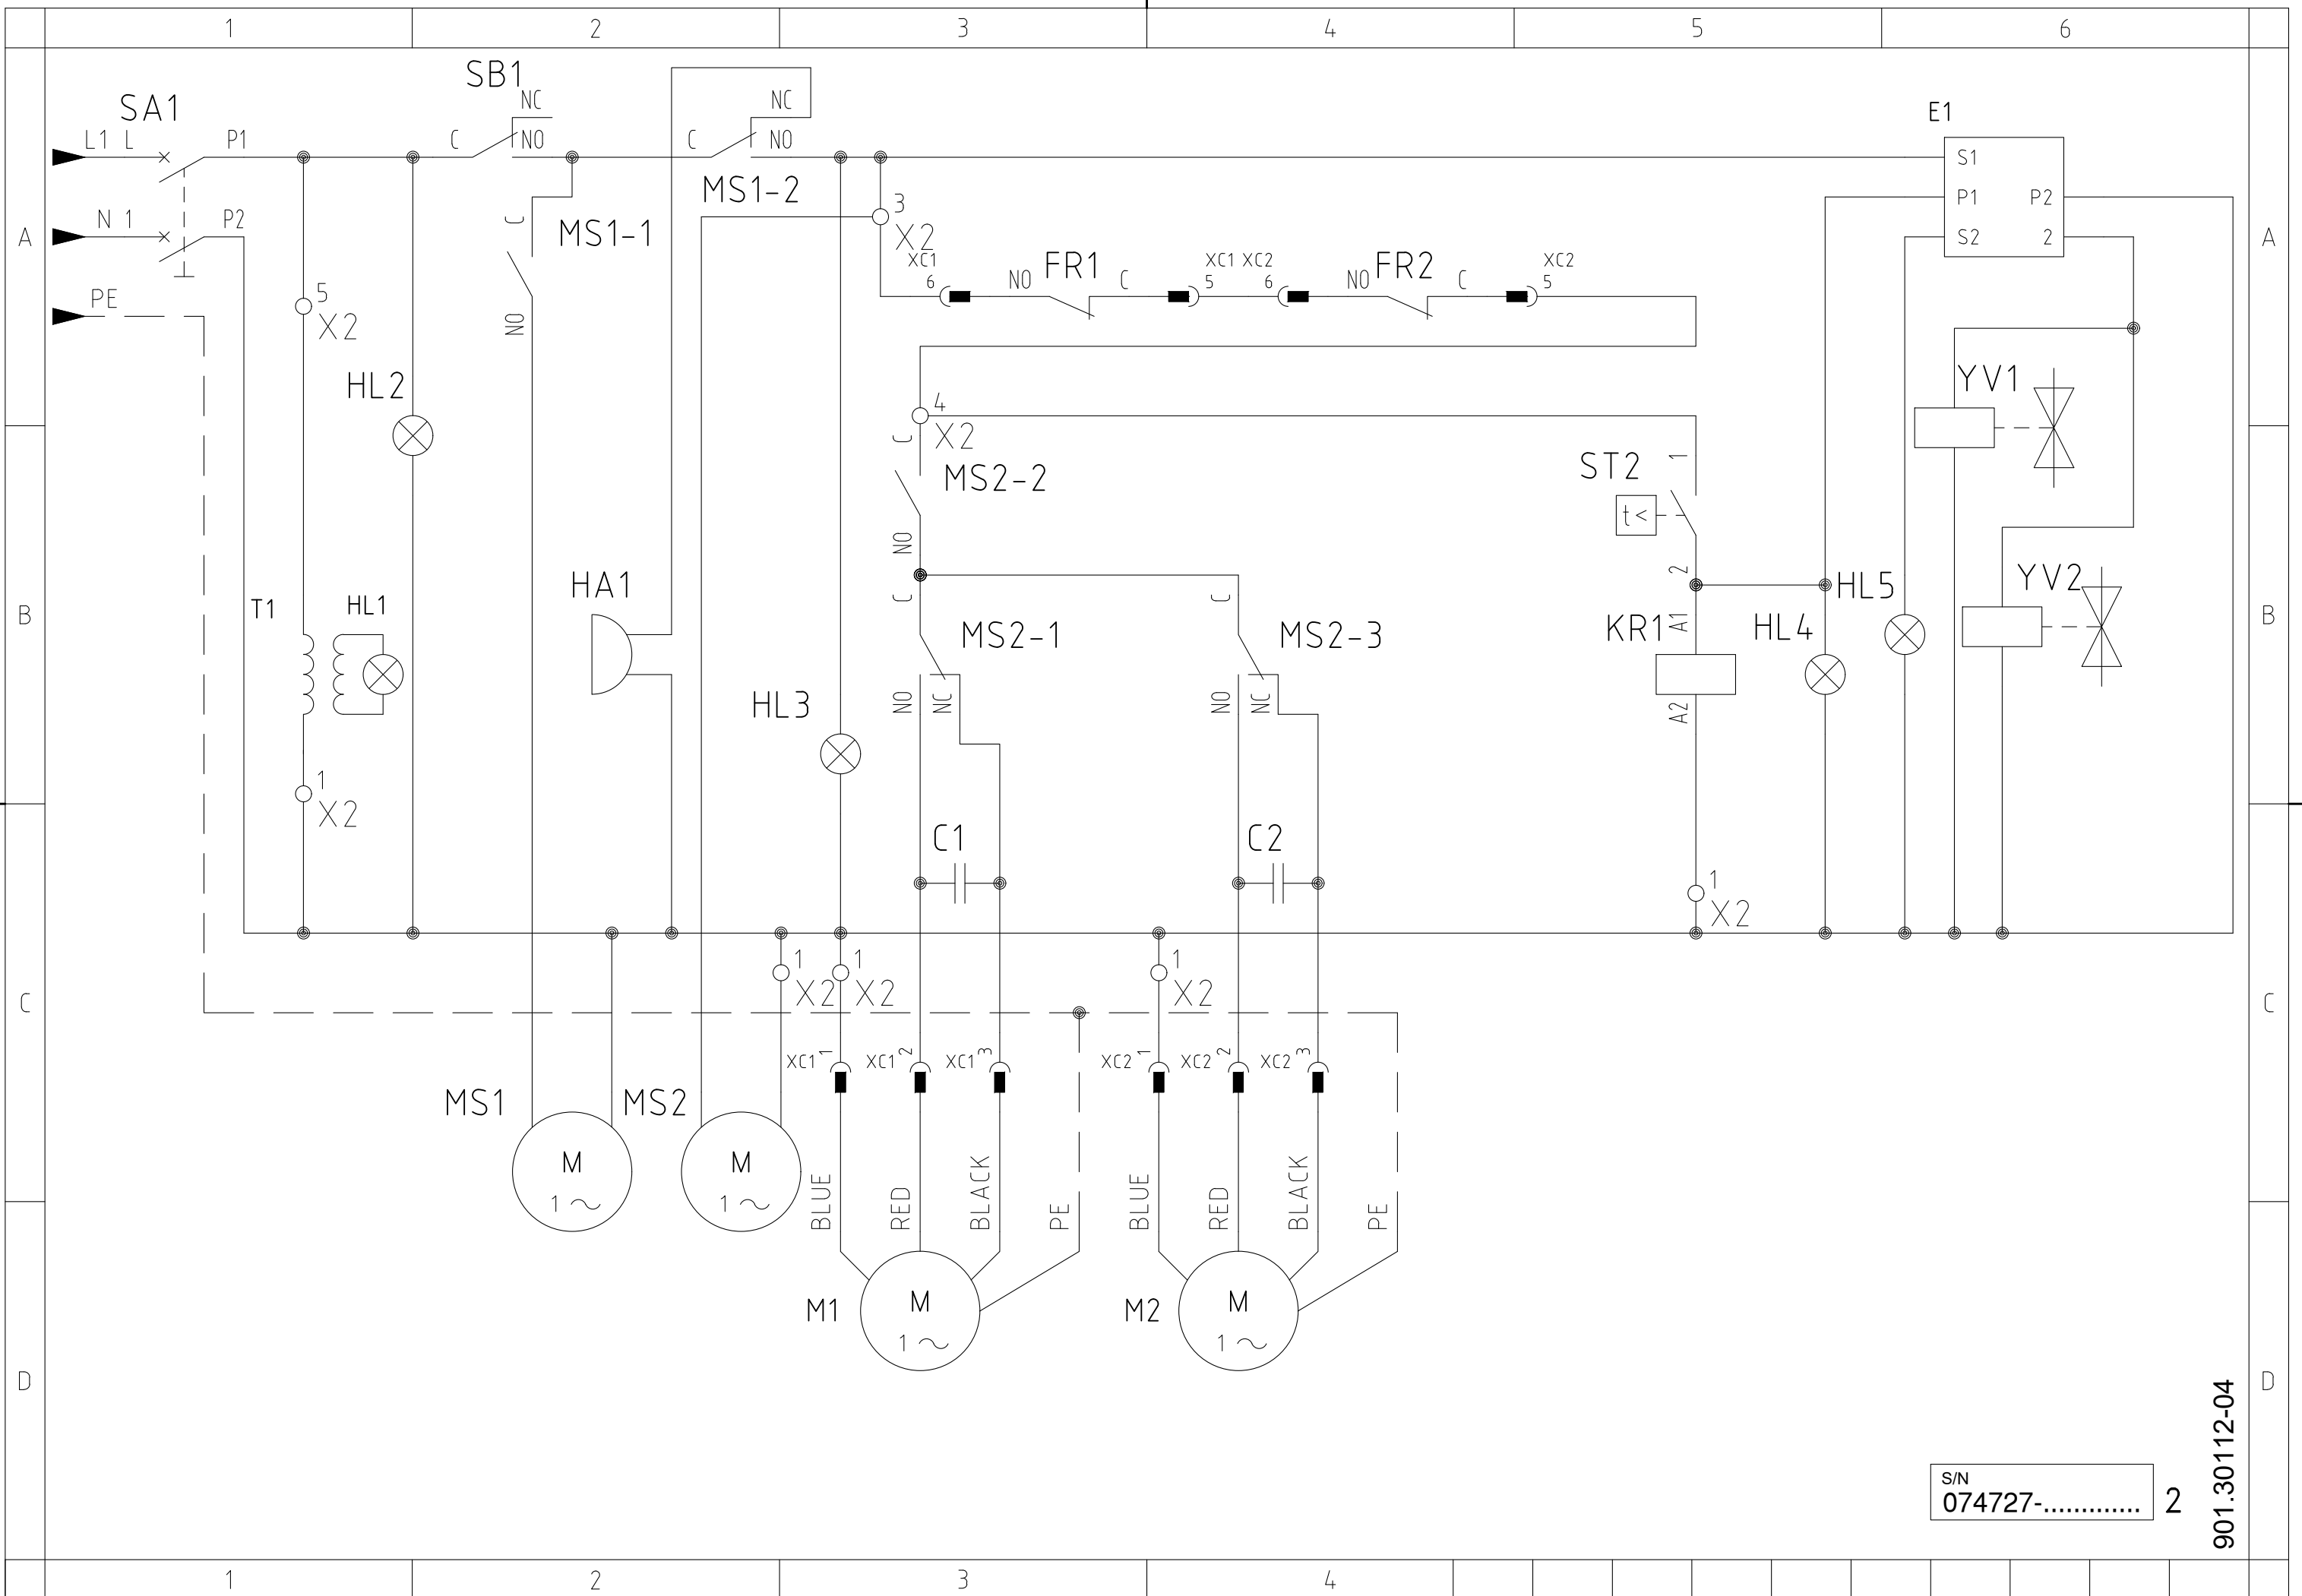 1 2 3 4 5 6
SB1
NC NC
SA1 E1
L1 L P1 C NO C NO S1
MS1-2
P1 P2
N 1 P2 C MS1-1 3 S2 2
A X2 A
XC1 FR1 XC1 XC2 FR2 XC2
6 NO C 5 6 NO C 5
PE
5
X2 NO
HL2 YV1
4
X2
C
MS2-2 ST2 1
t<
NO
HA1 2 HL5 YV2
T1 HL1 C C
B KR1 A1 HL4 B
MS2-1 MS2-3
HL3 NO NC NO NC A2
1
X2
C1 C2
1
X2
1 1 1
X2 X2 X2
C C
XC1 1 XC1 2 XC1 3 XC2 1 XC2 2 XC2 3
MS1 MS2
M M
1 ~ 1 ~
BLUE RED BLACK PE BLUE RED BLACK PE
M1 M M2 M
1 ~ 1 ~
D D
S/N
074727-............. 2
901.30112-04
1 2 3 4